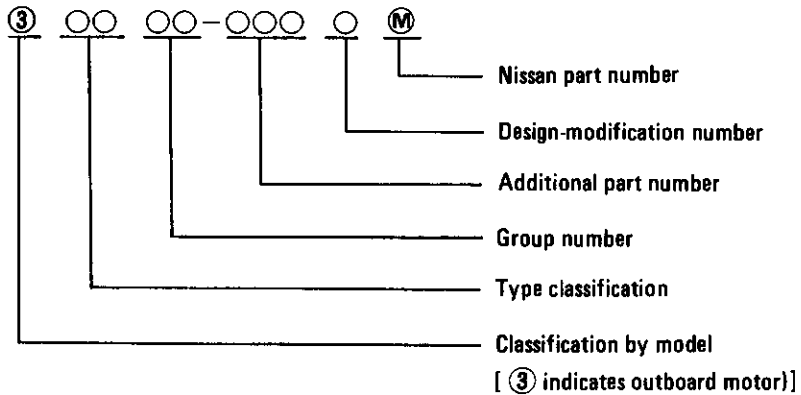 ③ ○○ ○○-○○○ ○ Ⓜ
Nissan part number
Design-modification number
Additional part number
Group number
Type classification
Classification by model
[ ③ indicates outboard motor}]